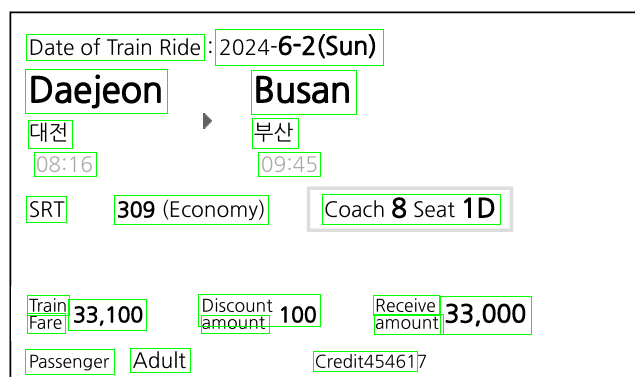 Date of Train Ride : 2024-6-2(Sun)
Daejeon ▶ Busan
대전 부산
08:16 09:45
SRT 309 (Economy) Coach 8 Seat 1D
Train Fare 33,100 Discount amount 100 Receive amount 33,000
Passenger Adult Credit454617